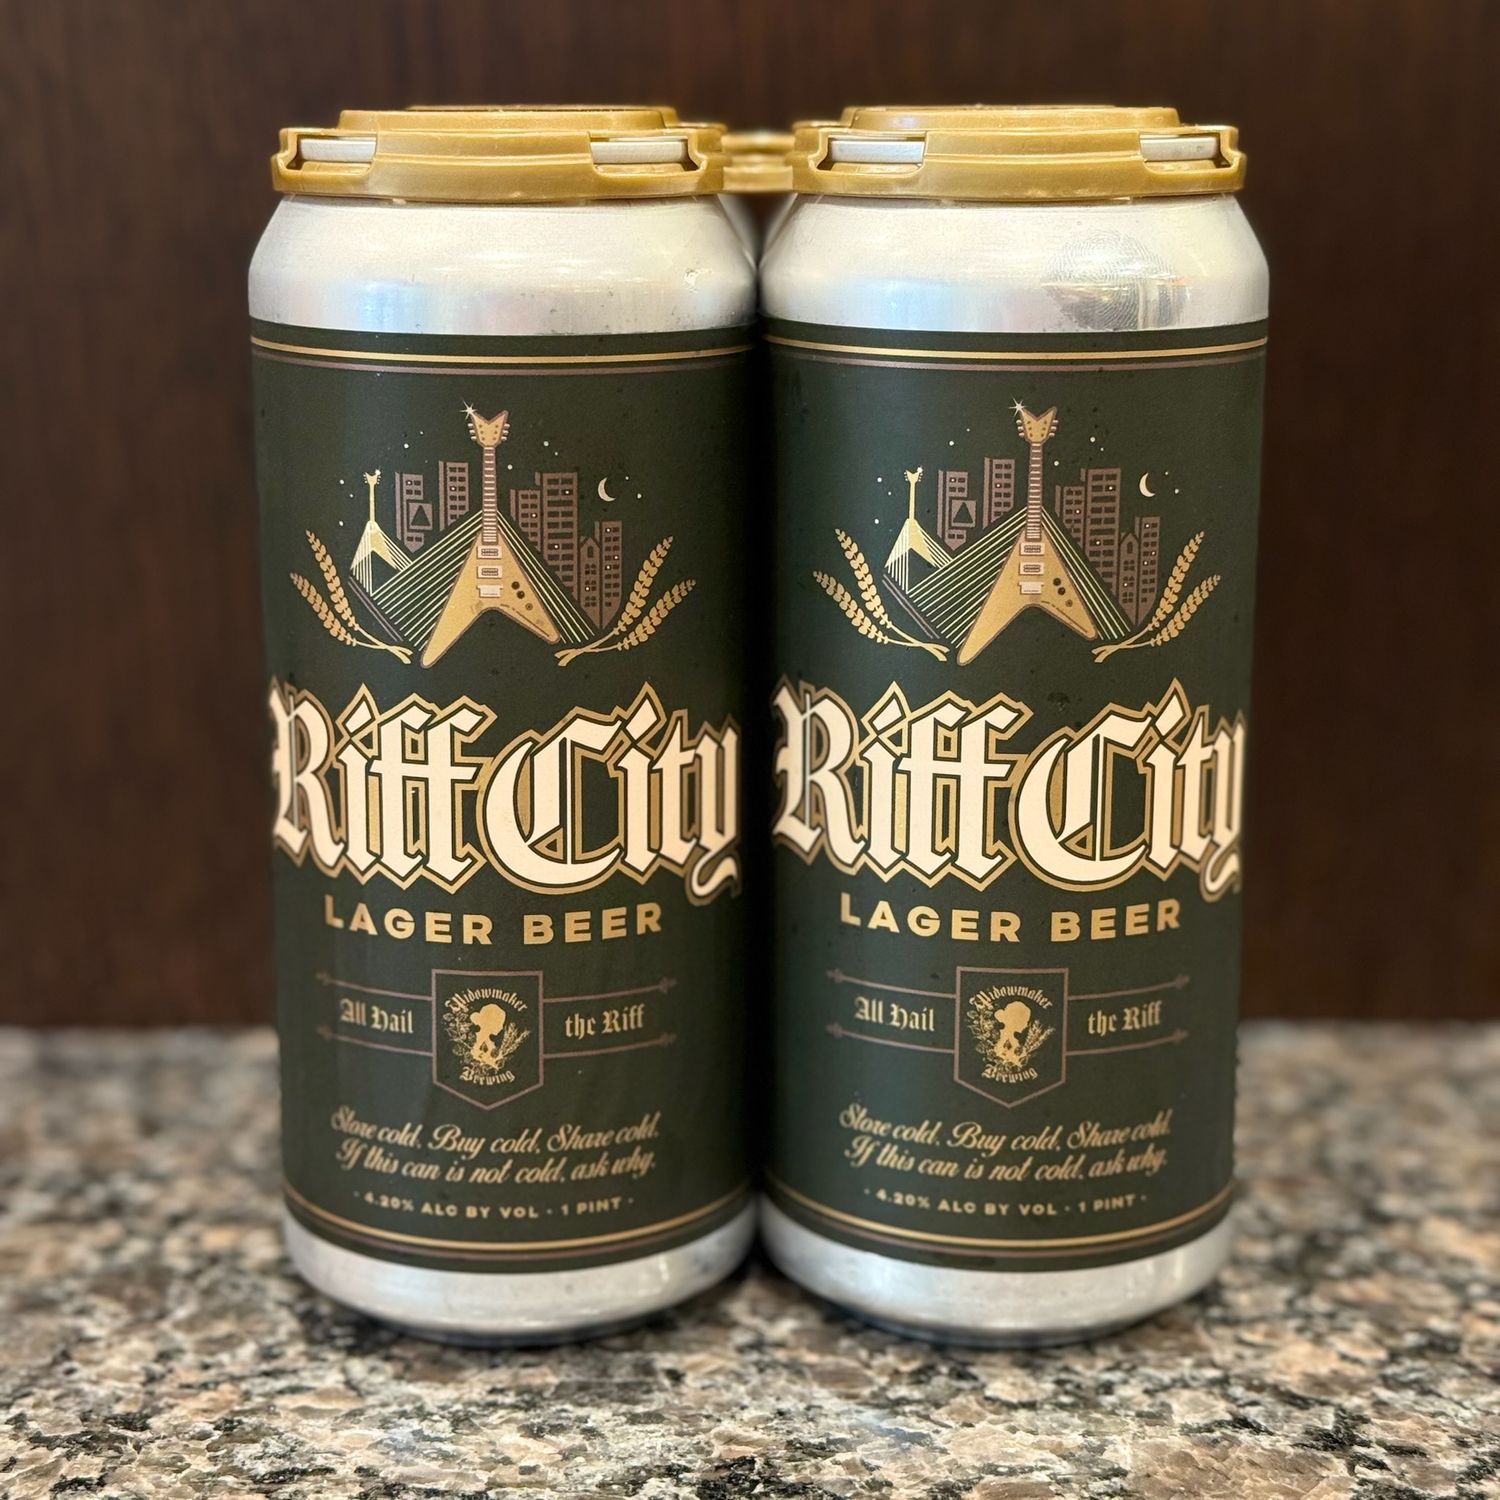 Riff City
LAGER BEER
All Hail
Widowmaker
Brewing
the Riff
Store cold. Buy cold. Share cold.
If this can is not cold, ask why.
· 4.20% ALC BY VOL · 1 PINT ·
Riff City
LAGER BEER
All Hail
Widowmaker
Brewing
the Riff
Store cold. Buy cold. Share cold.
If this can is not cold, ask why.
· 4.20% ALC BY VOL · 1 PINT ·